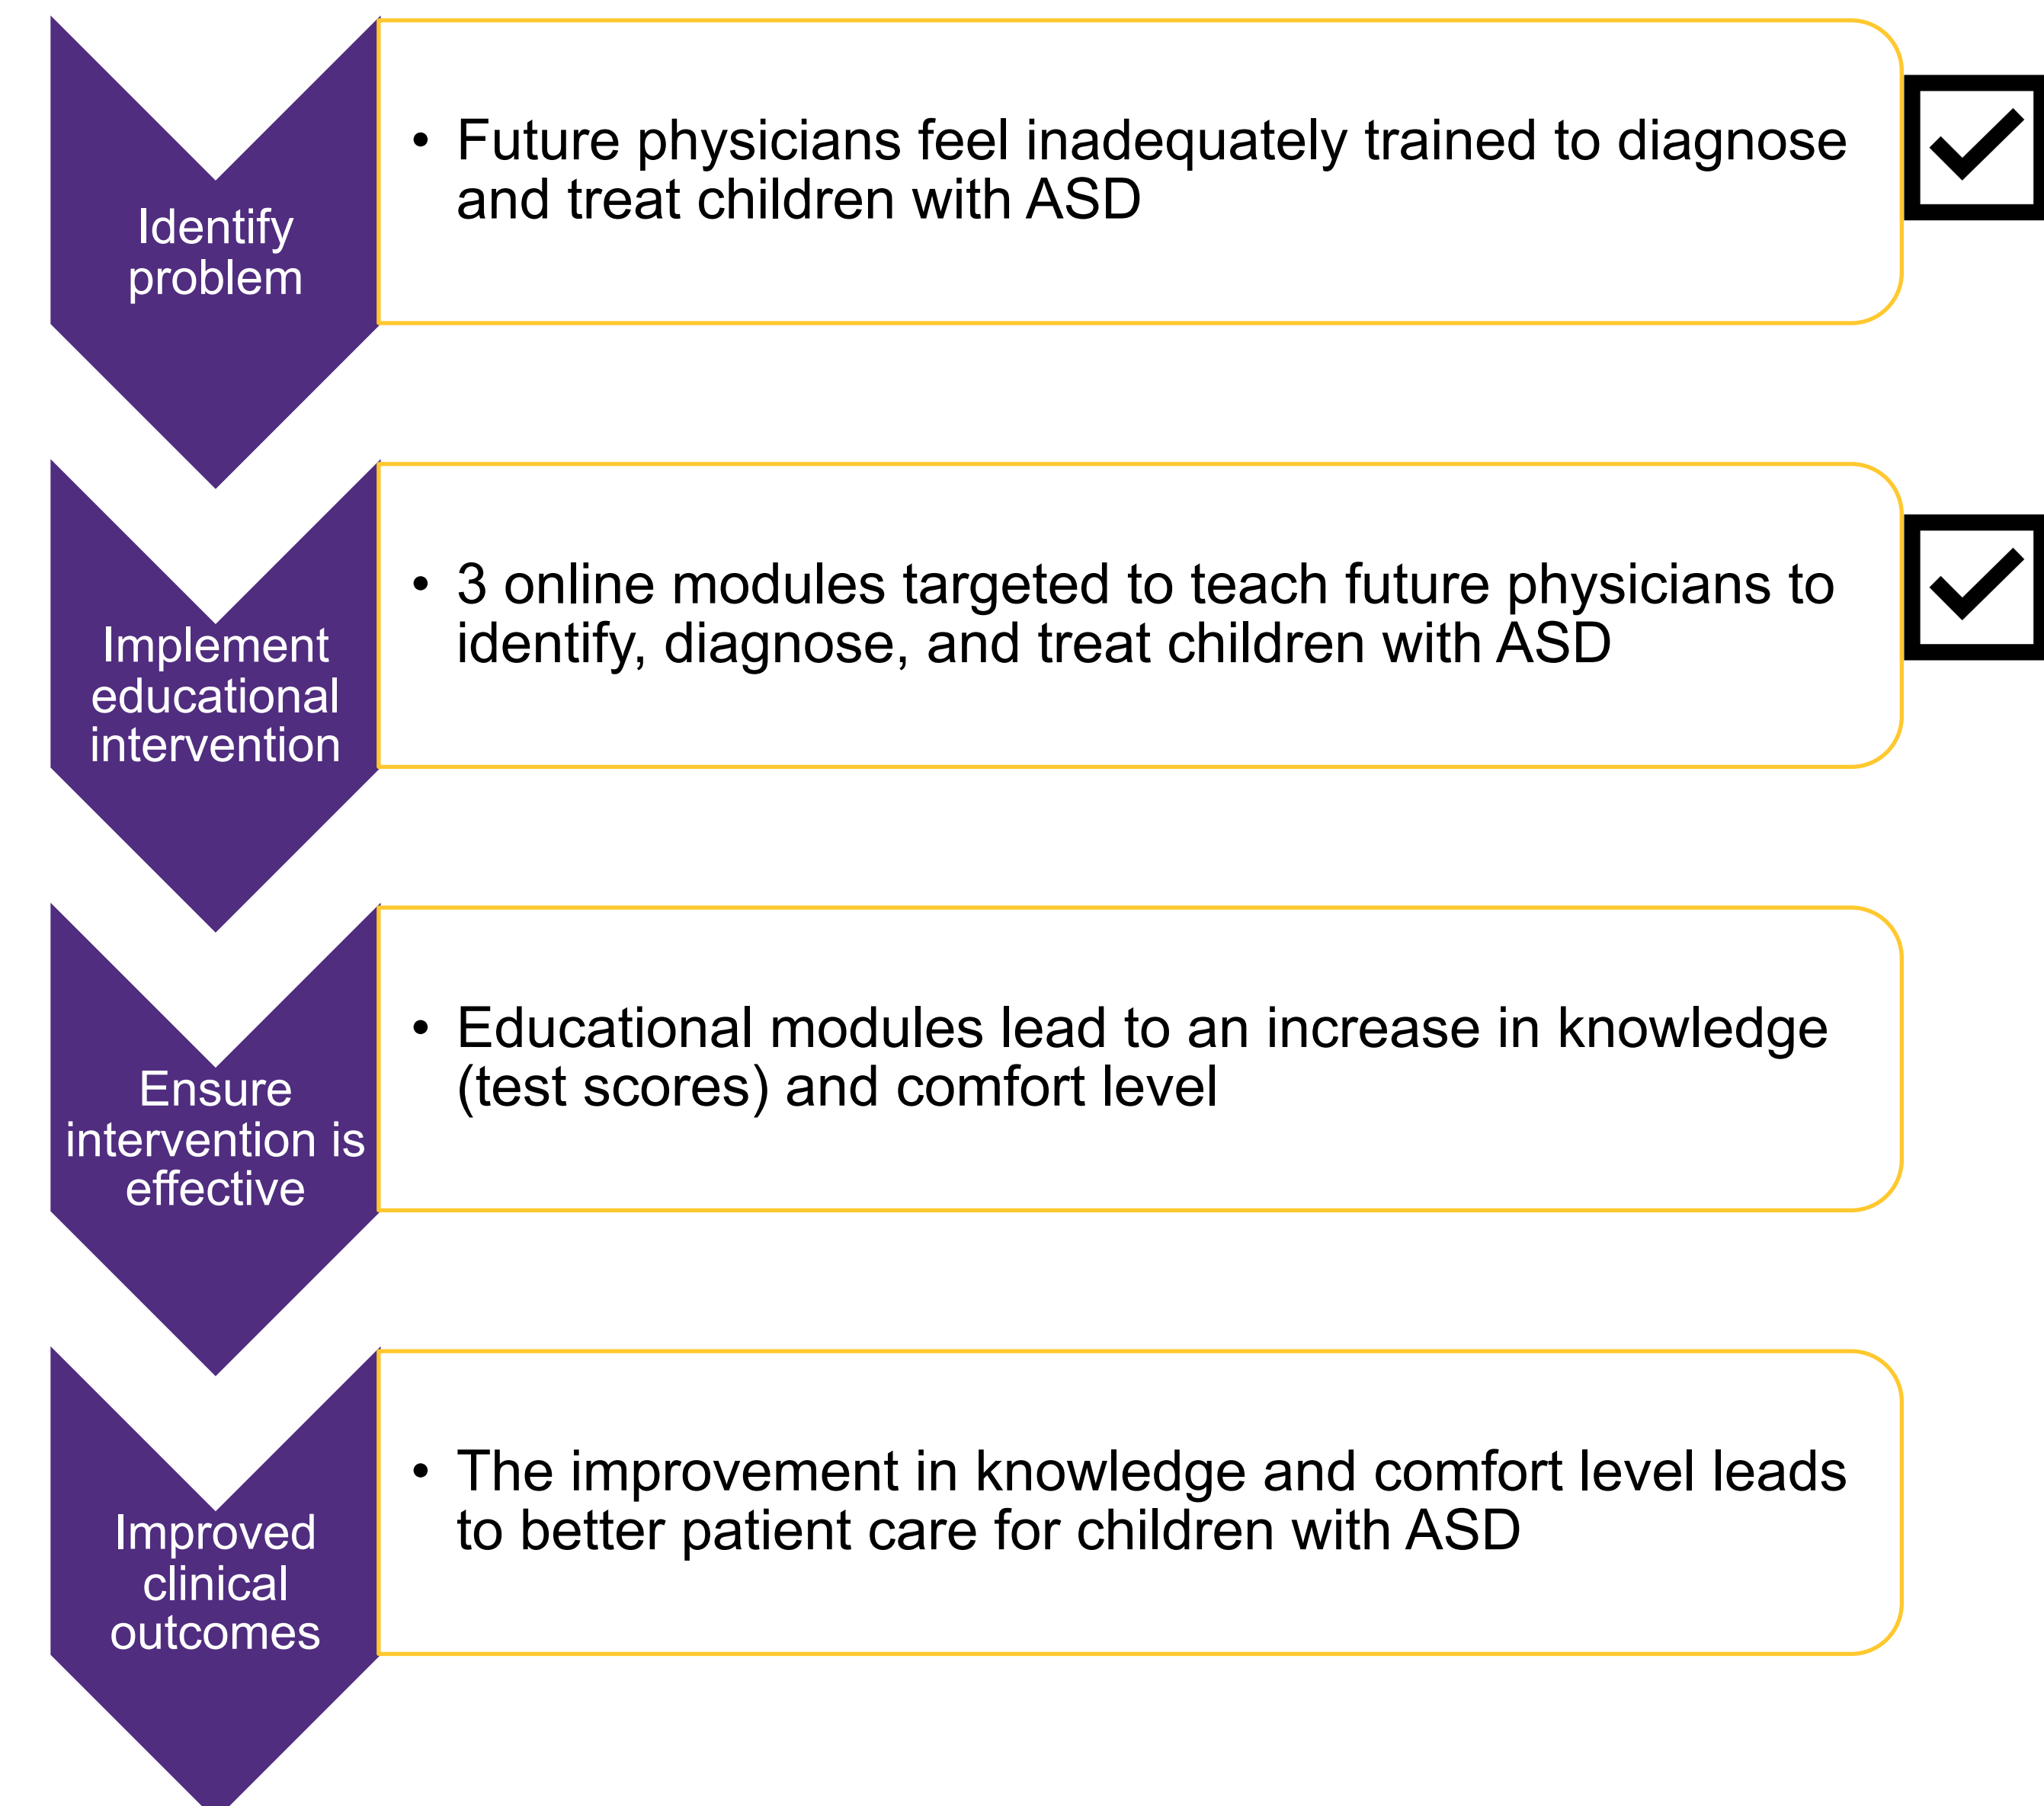 Identify
problem
• Future physicians feel inadequately trained to diagnose
and treat children with ASD
Implement
educational
intervention
• 3 online modules targeted to teach future physicians to
identify, diagnose, and treat children with ASD
Ensure
intervention is
effective
• Educational modules lead to an increase in knowledge
(test scores) and comfort level
Improved
clinical
outcomes
• The improvement in knowledge and comfort level leads
to better patient care for children with ASD